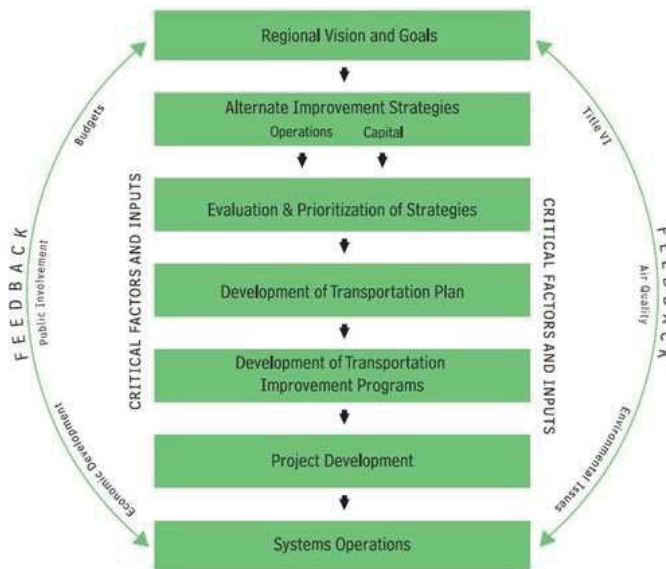 Regional Vision and Goals
Alternate Improvement Strategies
Operations Capital
Evaluation & Prioritization of Strategies
Development of Transportation Plan
Development of Transportation
Improvement Programs
Project Development
Systems Operations
FEEDBACK
Budgets
Public Involvement
Economic Development
CRITICAL FACTORS AND INPUTS
CRITICAL FACTORS AND INPUTS
Title VI
Air Quality
Environmental Issues
FEEDBACK